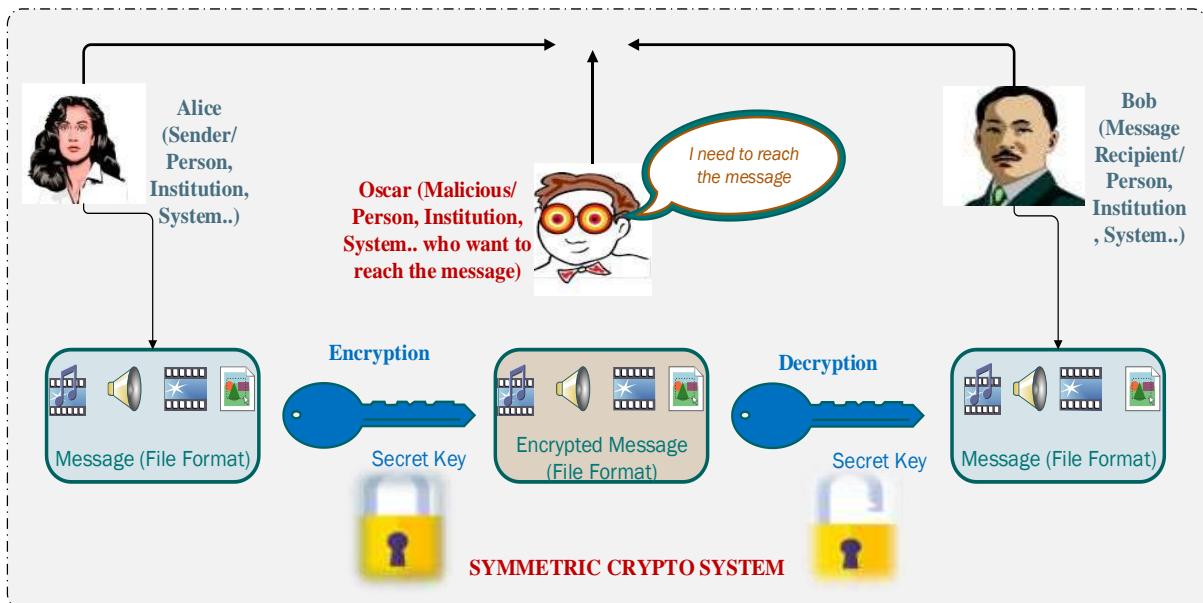 Alice
(Sender/
Person,
Institution,
System..)
Oscar (Malicious/
Person, Institution,
System.. who want to
reach the message)
I need to reach
the message
Bob
(Message
Recipient/
Person,
Institution
, System..)
Message (File Format)
Encryption
Secret Key
Encrypted Message
(File Format)
Decryption
Secret Key
Message (File Format)
SYMMETRIC CRYPTO SYSTEM